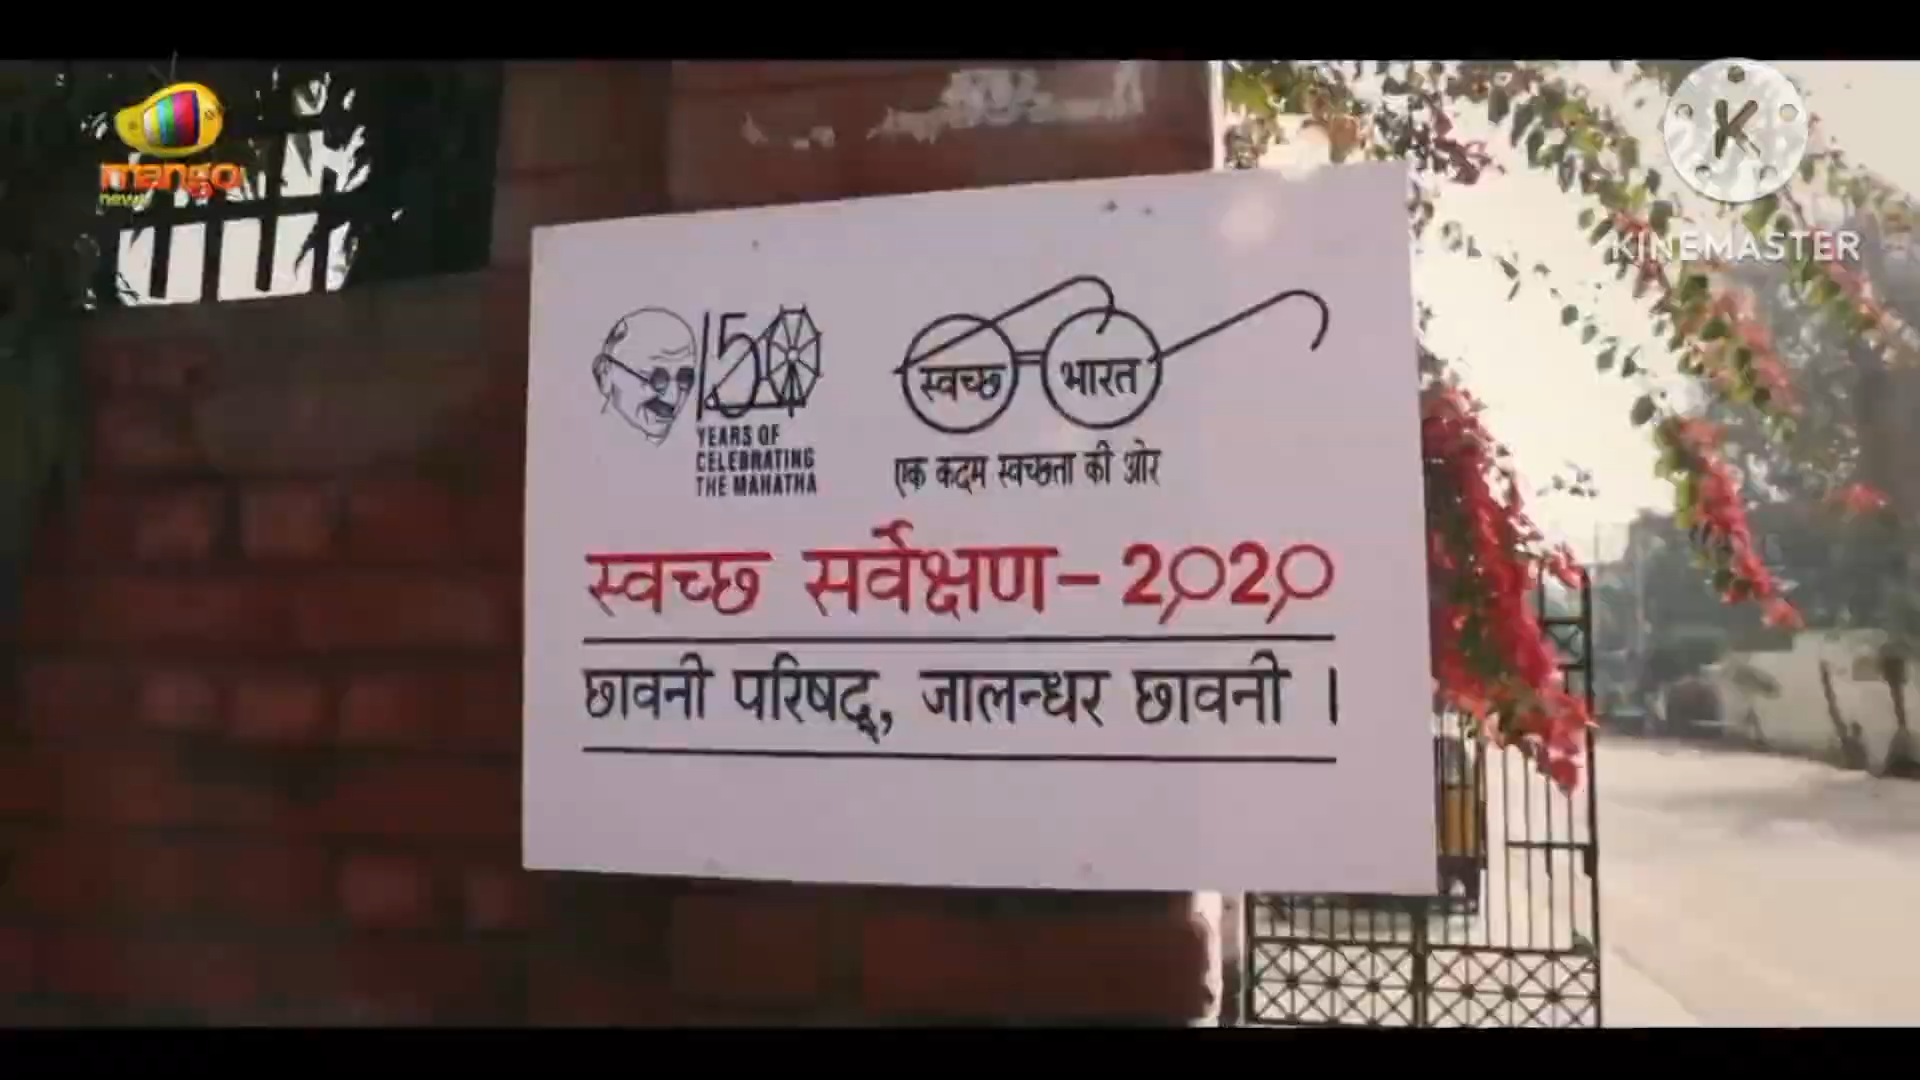 mango
news
K
KINEMASTER
150
YEARS OF
CELEBRATING
THE MAHATMA
स्वच्छ भारत
एक कदम स्वच्छता की ओर
स्वच्छ सर्वेक्षण-2020
छावनी परिषद्, जालन्धर छावनी ।